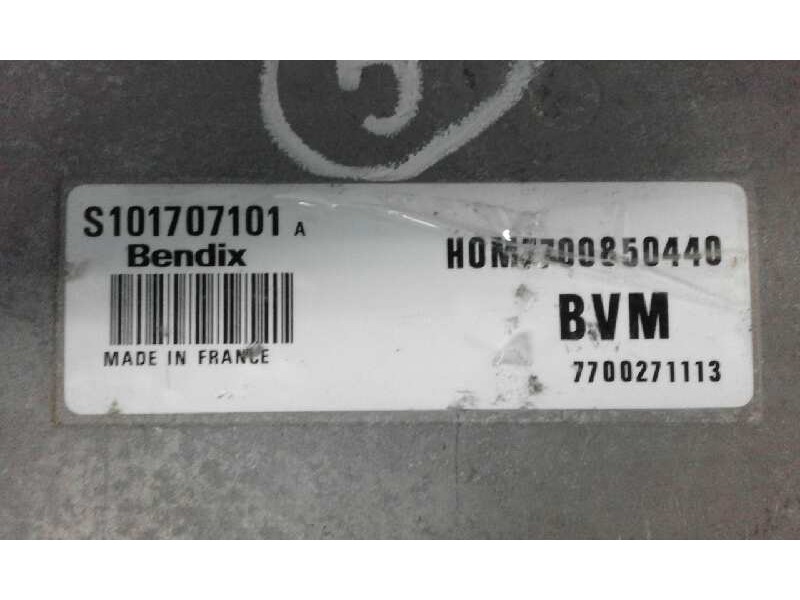 S101707101 A
Bendix
MADE IN FRANCE
HOM7700850440
BVM
7700271113